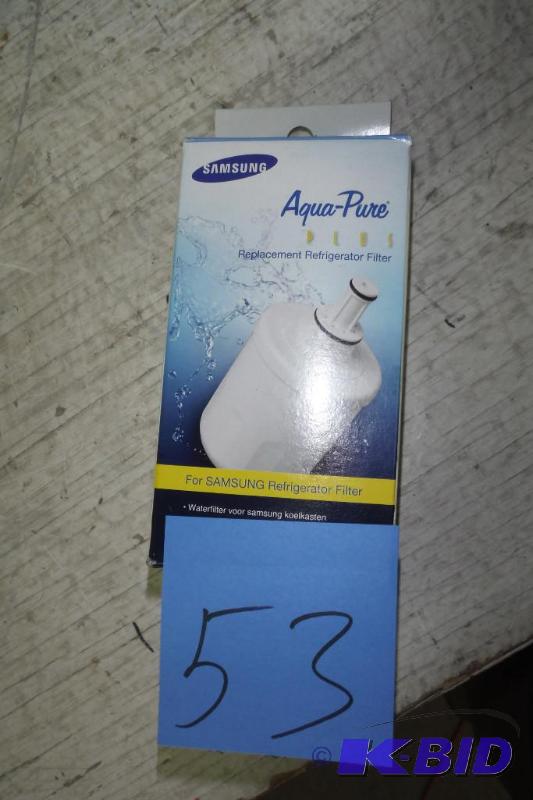 SAMSUNG
Aqua-Pure
PLUS
Replacement Refrigerator Filter
For SAMSUNG Refrigerator Filter
• Waterfilter voor samsung koelkasten
53
© K-BID